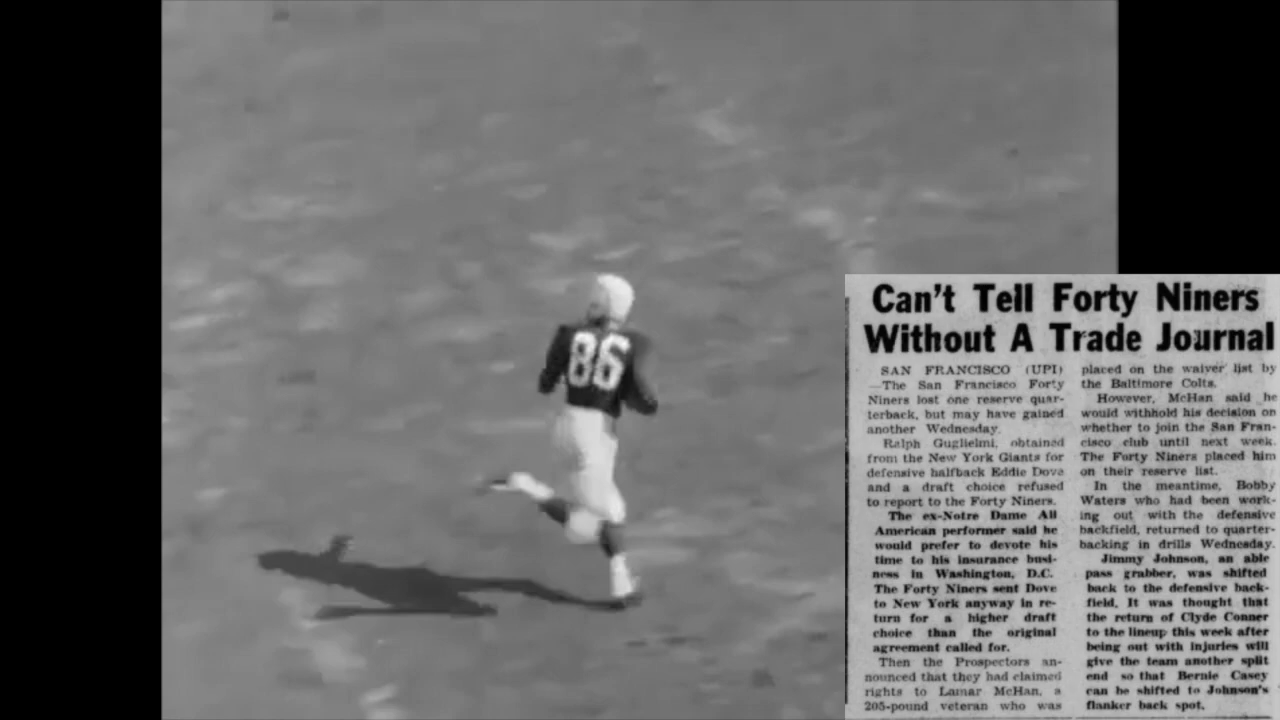 86
Can't Tell Forty Niners
Without A Trade Journal
SAN FRANCISCO (UPI)
—The San Francisco Forty
Niners lost one reserve quar-
terback, but may have gained
another Wednesday.
Ralph Guglielmi, obtained
from the New York Giants for
defensive halfback Eddie Dove
and a draft choice refused
to report to the Forty Niners.
The ex-Notre Dame All
American performer said he
would prefer to devote his
time to his insurance busi-
ness in Washington, D.C.
The Forty Niners sent Dove
to New York anyway in re-
turn for a higher draft
choice than the original
agreement called for.
Then the Prospectors an-
nounced that they had claimed
rights to Lamar McHan, a
205-pound veteran who was
placed on the waiver list by
the Baltimore Colts.
However, McHan said he
would withhold his decision on
whether to join the San Fran-
cisco club until next week.
The Forty Niners placed him
on their reserve list.
In the meantime, Bobby
Waters who had been work-
ing out with the defensive
backfield, returned to quarter-
backing in drills Wednesday.
Jimmy Johnson, an able
pass grabber, was shifted
back to the defensive back-
field. It was thought that
the return of Clyde Conner
to the lineup this week after
being out with injuries will
give the team another split
end so that Bernie Casey
can be shifted to Johnson's
flanker back spot.